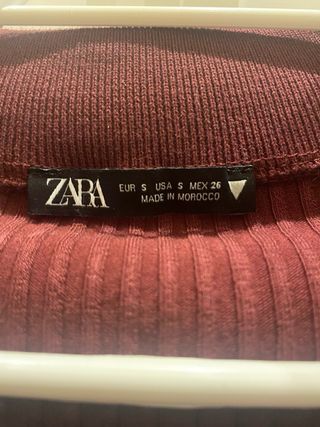 ZARA
EUR S USA S MEX 26
MADE IN MOROCCO